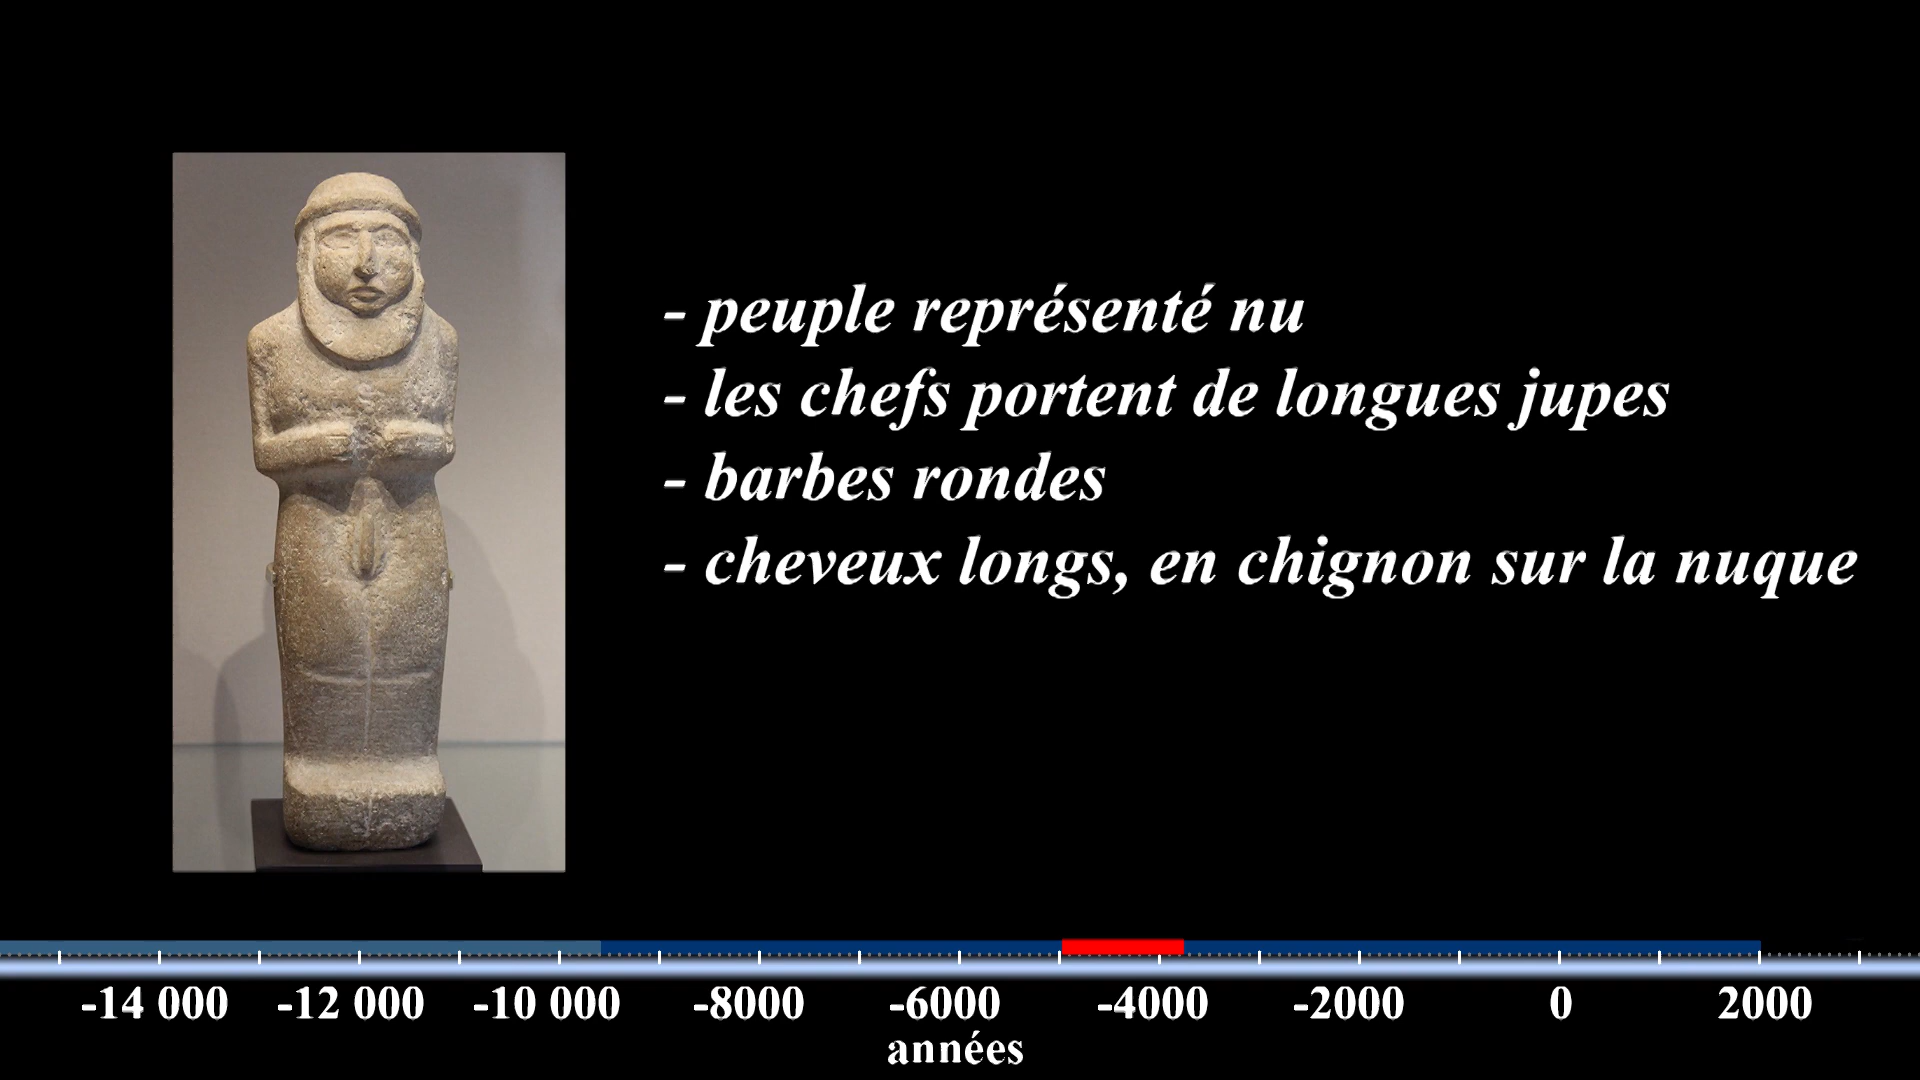 - peuple représenté nu
- les chefs portent de longues jupes
- barbes rondes
- cheveux longs, en chignon sur la nuque
-14 000 -12 000 -10 000 -8000 -6000 -4000 -2000 0 2000
années